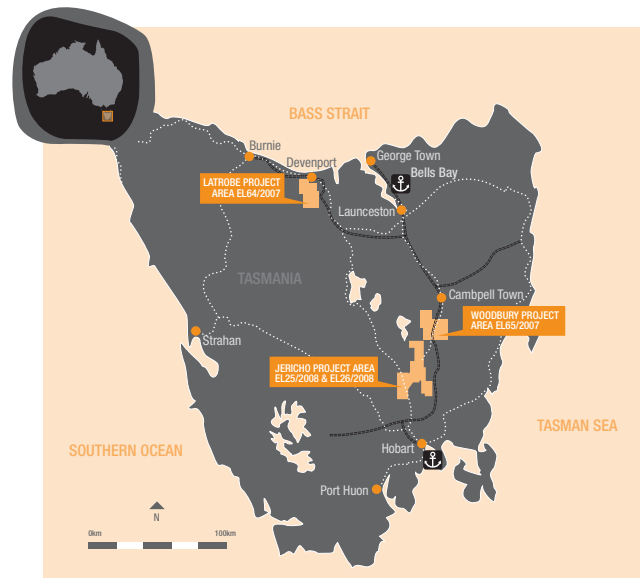 BASS STRAIT
Burnie
George Town
Devenport
Bells Bay
LATROBE PROJECT
AREA EL64/2007
Launceston
TASMANIA
Cambpell Town
WOODBURY PROJECT
AREA EL65/2007
Strahan
JERICHO PROJECT AREA
EL25/2008 & EL26/2008
TASMAN SEA
SOUTHERN OCEAN
Hobart
Port Huon
N
0km
100km